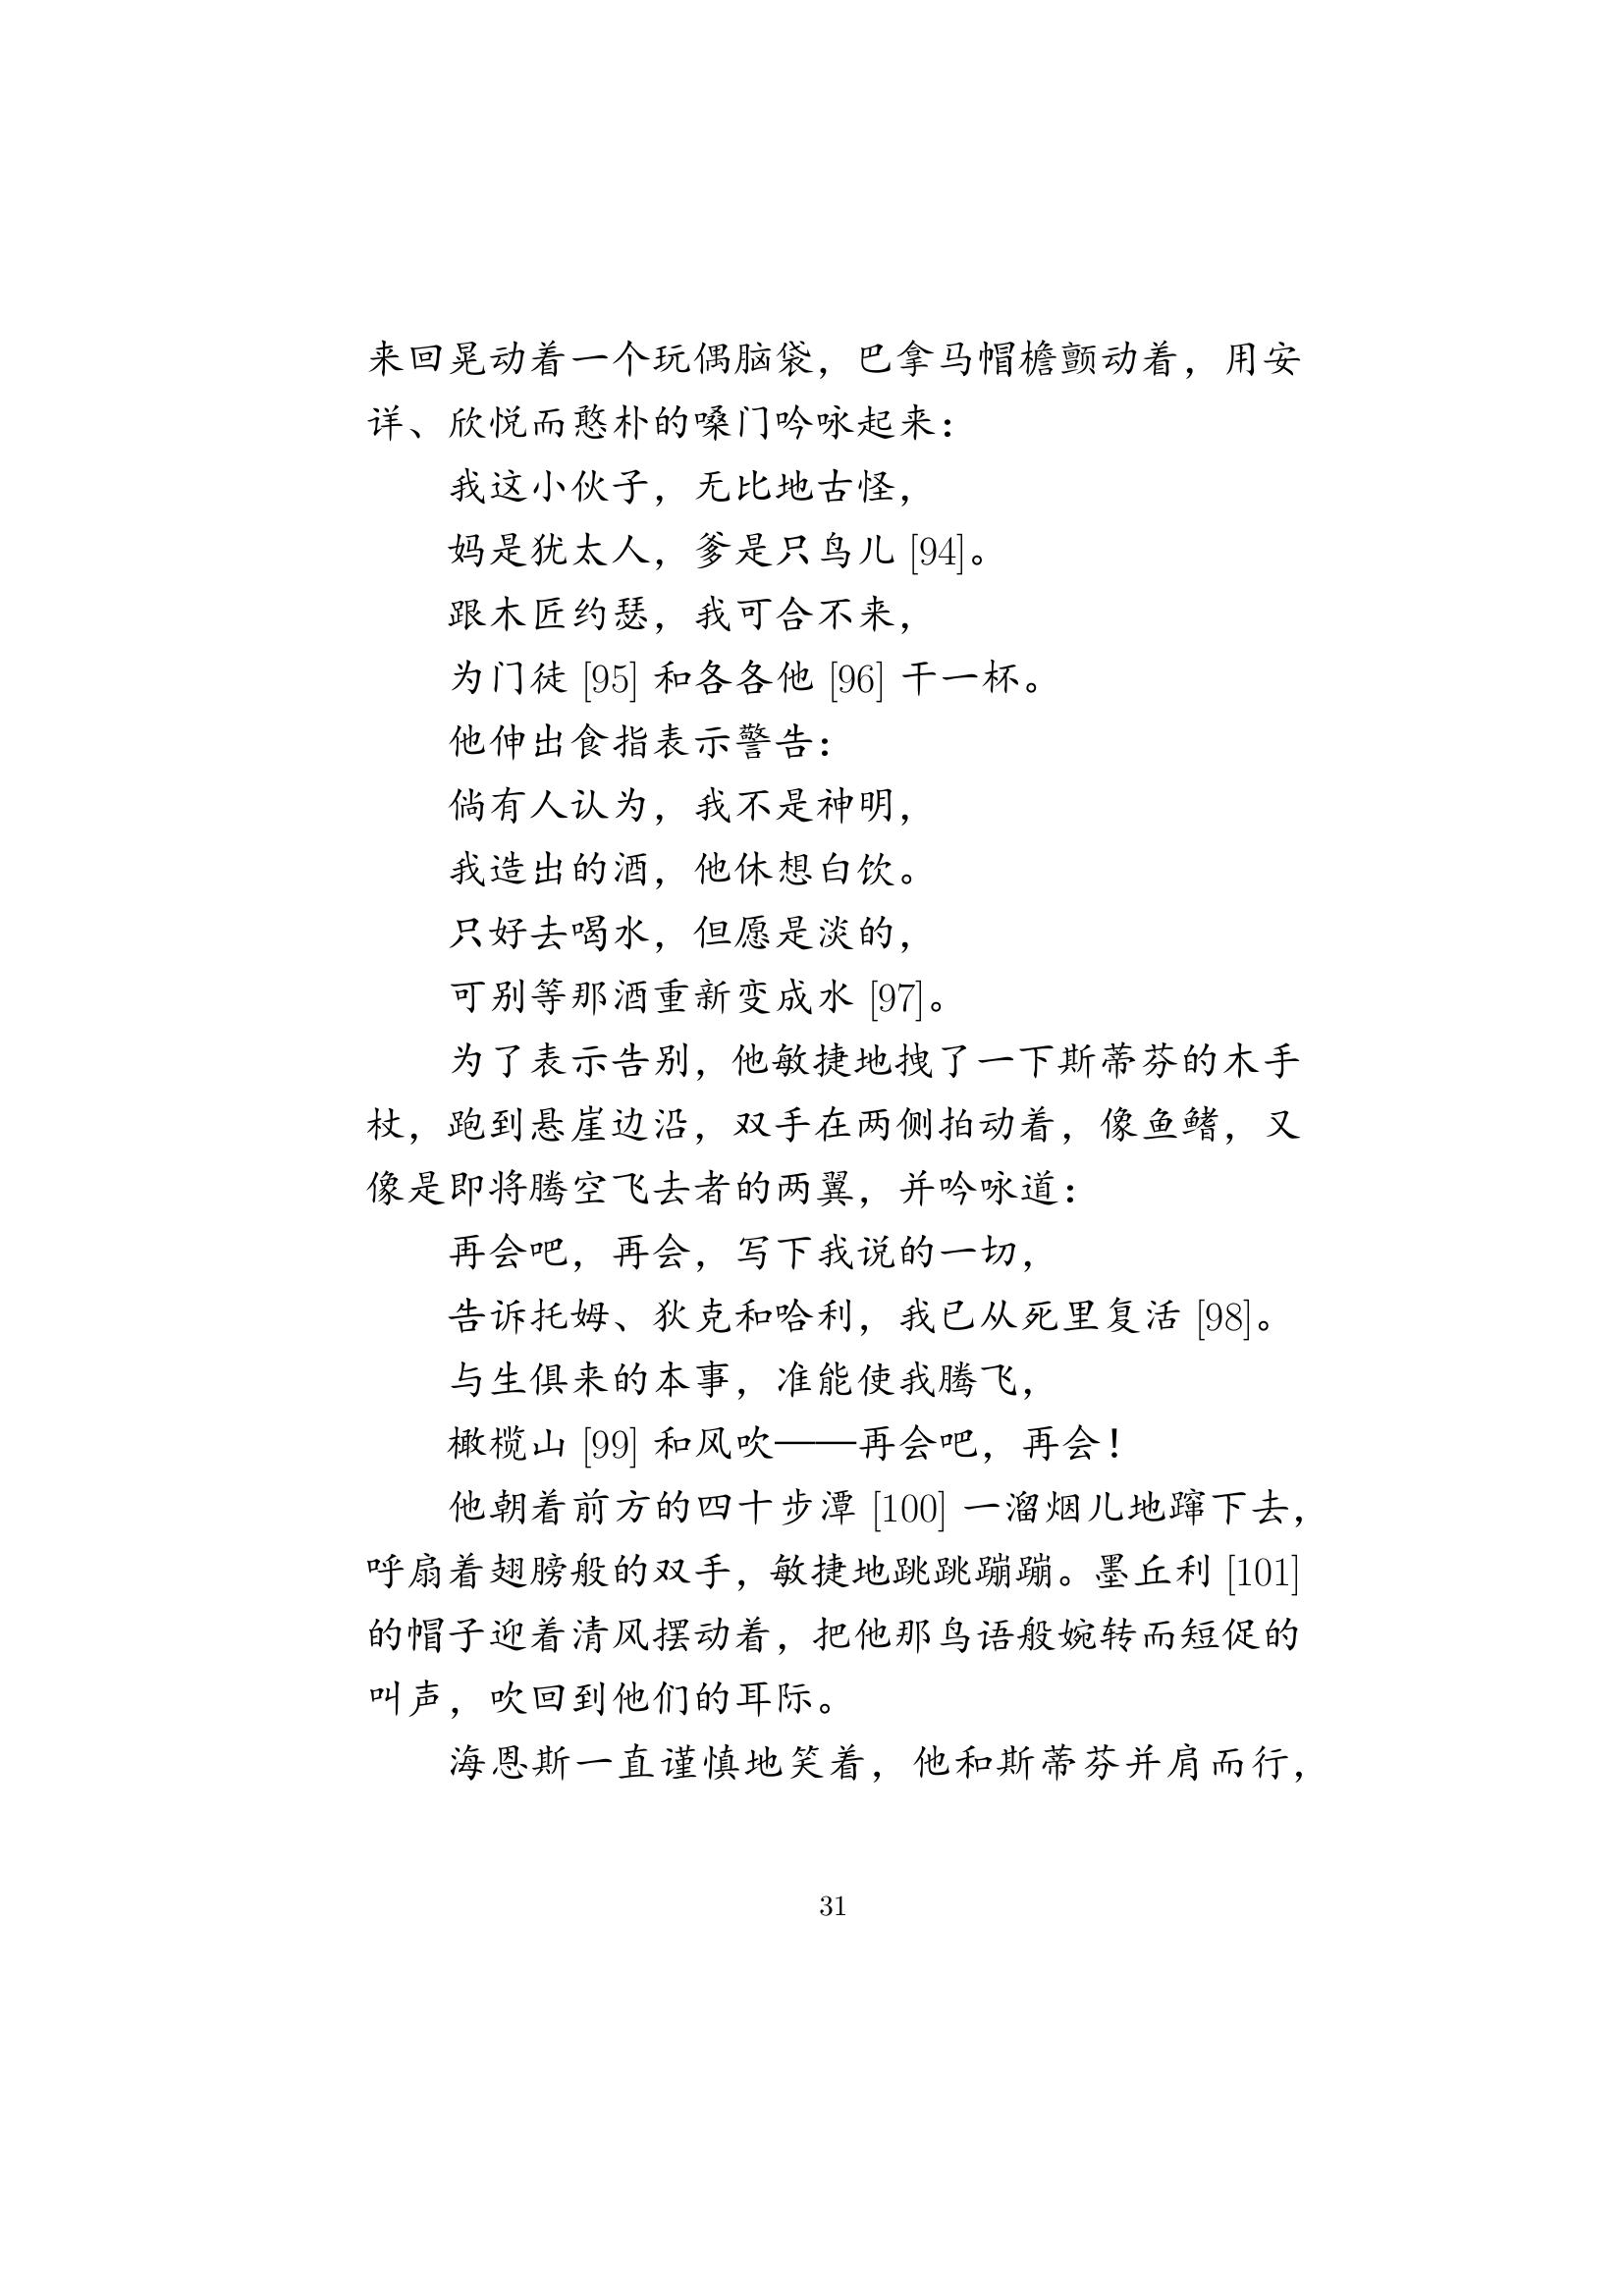 来回晃动着一个玩偶脑袋，巴拿马帽檐颤动着，用安
详、欣悦而憨朴的嗓门吟咏起来：
我这小伙子，无比地古怪，
妈是犹太人，爹是只鸟儿 [94]。
跟木匠约瑟，我可合不来，
为门徒 [95] 和各各他 [96] 干一杯。
他伸出食指表示警告：
倘有人认为，我不是神明，
我造出的酒，他休想白饮。
只好去喝水，但愿是淡的，
可别等那酒重新变成水 [97]。
为了表示告别，他敏捷地拽了一下斯蒂芬的木手
杖，跑到悬崖边沿，双手在两侧拍动着，像鱼鳍，又
像是即将腾空飞去者的两翼，并吟咏道：
再会吧，再会，写下我说的一切，
告诉托姆、狄克和哈利，我已从死里复活 [98]。
与生俱来的本事，准能使我腾飞，
橄榄山 [99] 和风吹——再会吧，再会！
他朝着前方的四十步潭 [100] 一溜烟儿地蹿下去，
呼扇着翅膀般的双手，敏捷地跳跳蹦蹦。墨丘利 [101]
的帽子迎着清风摆动着，把他那鸟语般婉转而短促的
叫声，吹回到他们的耳际。
海恩斯一直谨慎地笑着，他和斯蒂芬并肩而行，
31